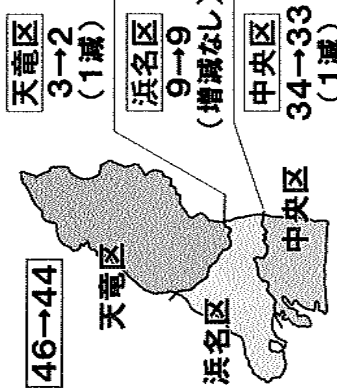 46→44
天竜区
浜名区
中央区
天竜区
3→2
(1減)
浜名区
9→9
(増減なし)
中央区
34→33
(1減)